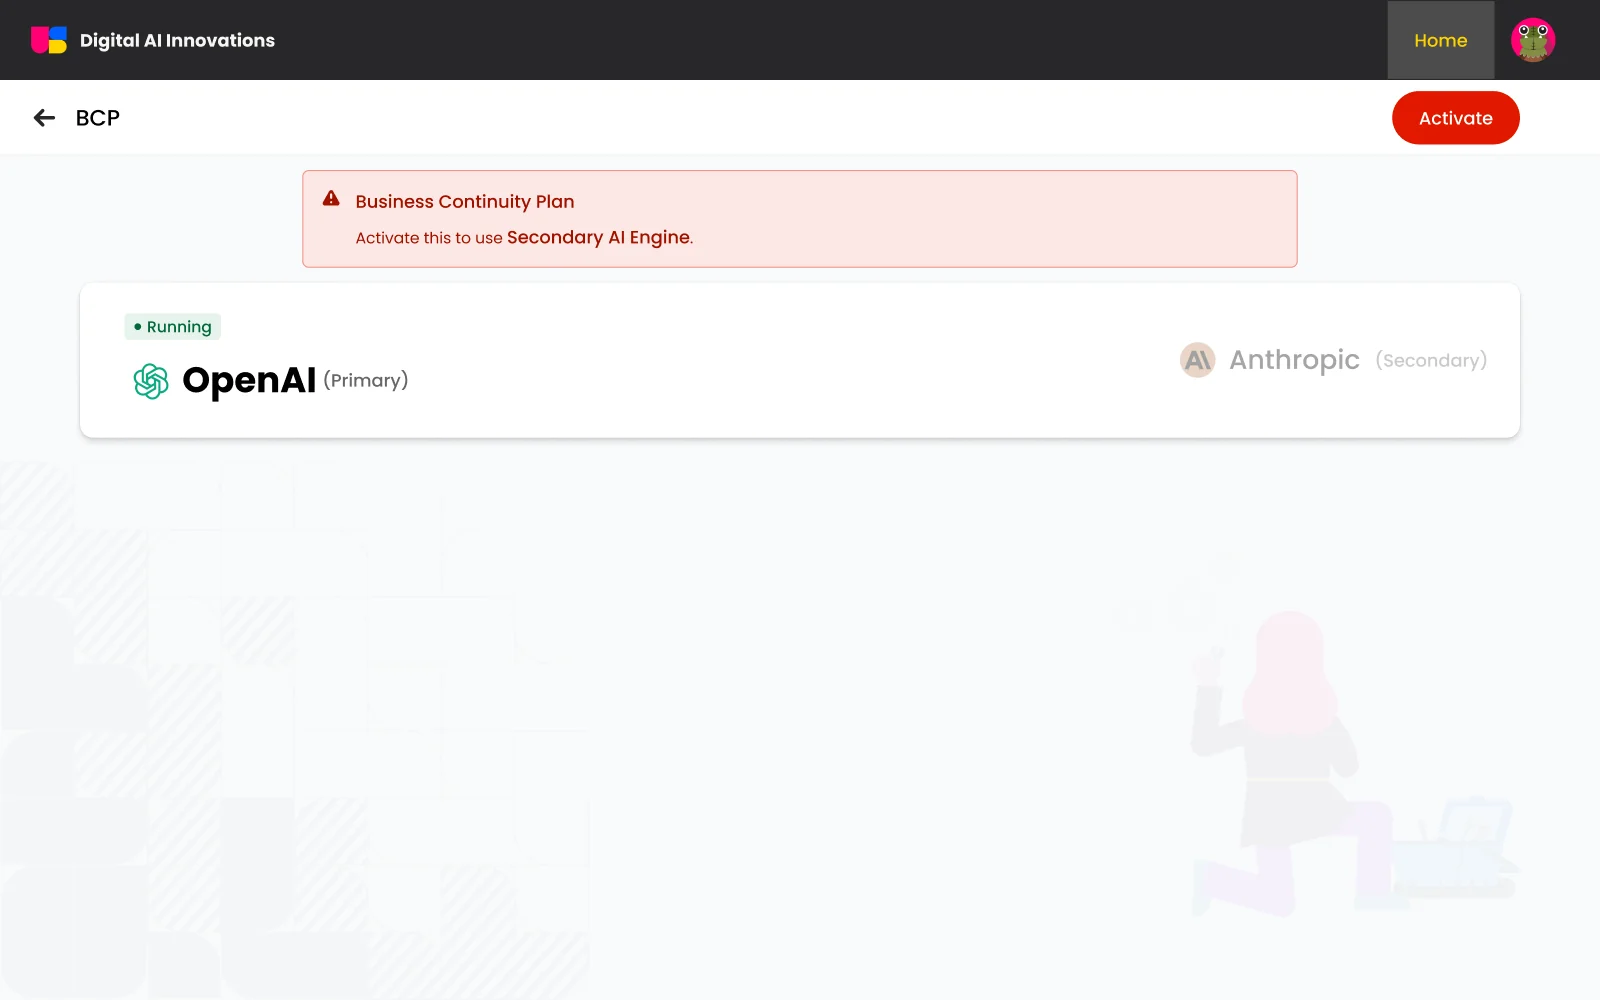 Digital AI Innovations
Home
BCP
Activate
Business Continuity Plan
Activate this to use Secondary AI Engine.
Running
OpenAI (Primary)
Anthropic (Secondary)